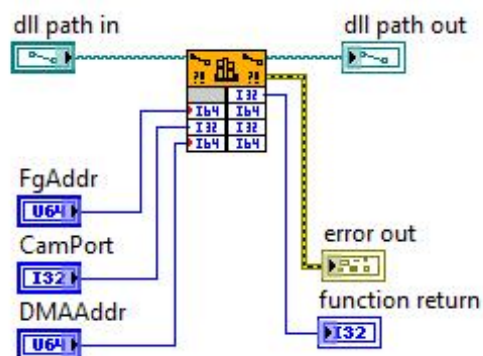 dll path in
dll path out
?!
?!
I32
I64
I64
I32
I32
I64
I64
FgAddr
U64
CamPort
I32
DMAAddr
U64
error out
function return
I32